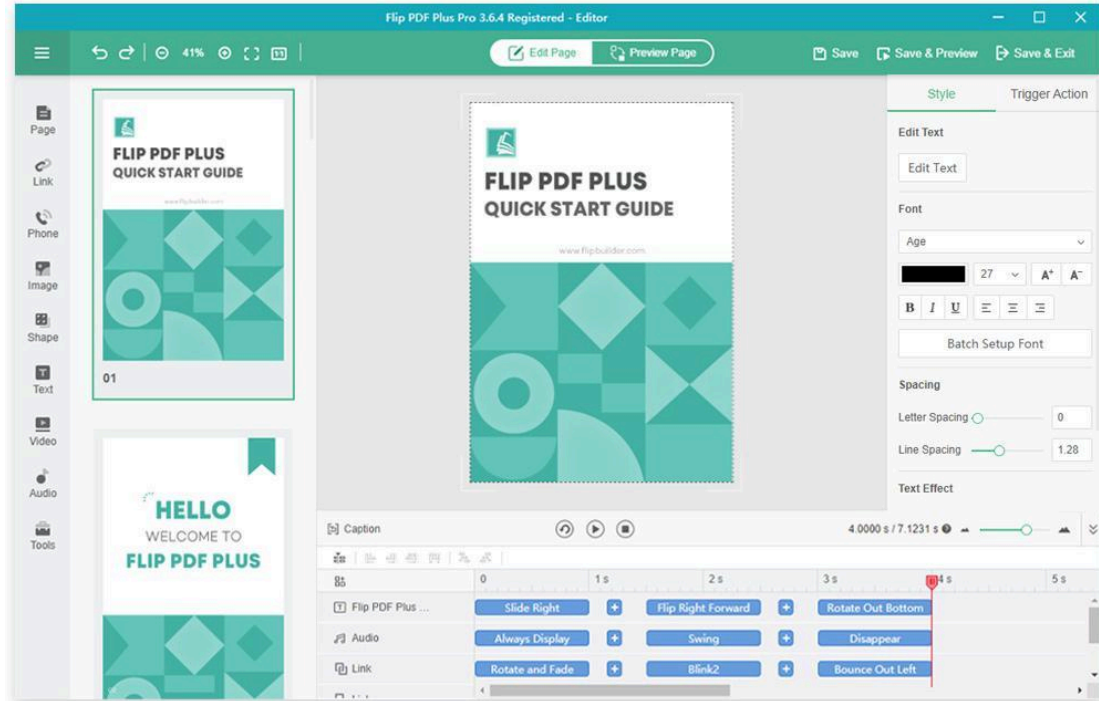 Flip PDF Plus Pro 3.6.4 Registered - Editor
41%
1:1
Edit Page
Preview Page
Save
Save & Preview
Save & Exit
Page
Link
Phone
Image
Shape
Text
Video
Audio
Tools
FLIP PDF PLUS
QUICK START GUIDE
www.flipbuilder.com
01
HELLO
WELCOME TO
FLIP PDF PLUS
FLIP PDF PLUS
QUICK START GUIDE
www.flipbuilder.com
Style
Trigger Action
Edit Text
Edit Text
Font
Age
27
A+
A-
B I U
Batch Setup Font
Spacing
Letter Spacing 0
Line Spacing 1.28
Text Effect
Caption
4.0000 s / 7.1231 s
0 1 s 2 s 3 s 4 s 5 s
Flip PDF Plus ... Slide Right + Flip Right Forward + Rotate Out Bottom
Audio Always Display + Swing + Disappear
Link Rotate and Fade + Blink2 + Bounce Out Left